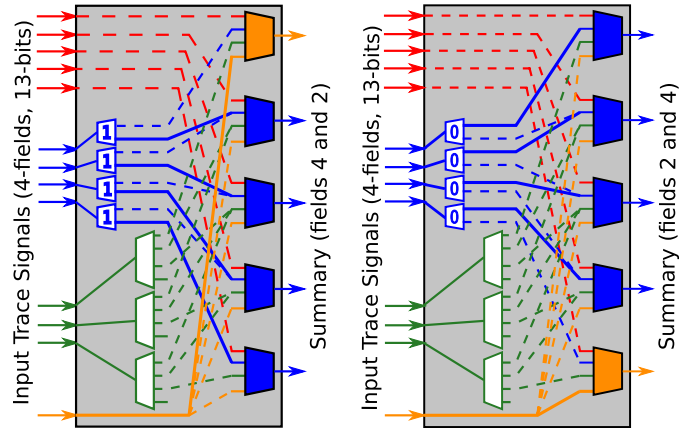 Input Trace Signals (4-fields, 13-bits)
1
1
1
1
Summary (fields 4 and 2)
Input Trace Signals (4-fields, 13-bits)
0
0
0
0
Summary (fields 2 and 4)